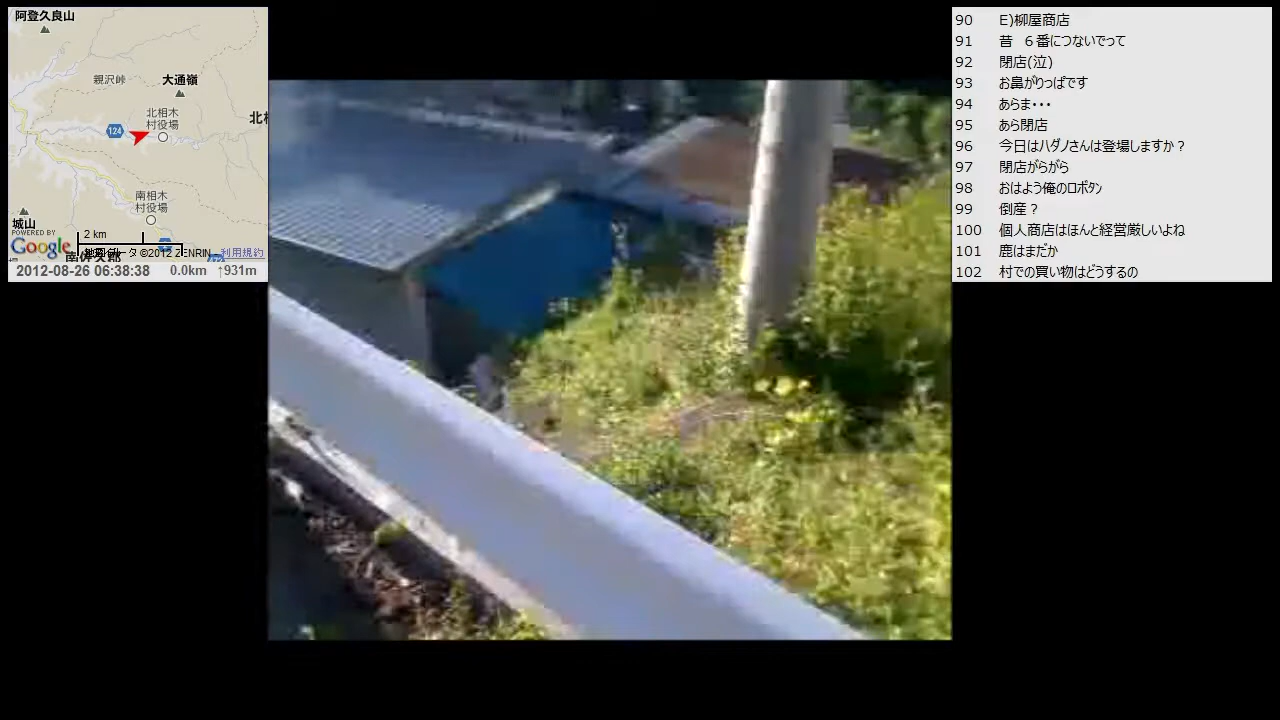 阿登久良山
親沢峠
大通嶺
北相木
村役場
124
南相木
村役場
城山
POWERED BY
Google
2 km
©2012 ZENRIN - 利用規約
2012-08-26 06:38:38 0.0km ↑931m
90 E)柳屋商店
91 昔 6番につないでって
92 閉店(泣)
93 お鼻がりっぱです
94 あらま・・・
95 あら閉店
96 今日はハダノさんは登場しますか？
97 閉店がらがら
98 おはよう俺のロボタン
99 倒産？
100 個人商店はほんと経営厳しいよね
101 鹿はまだか
102 村での買い物はどうするの